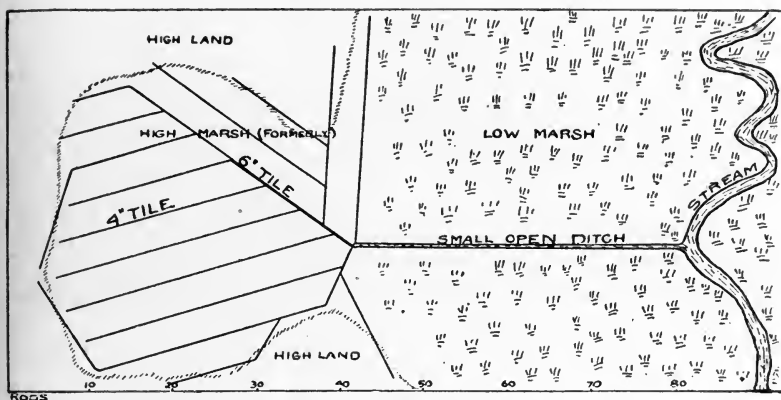 HIGH LAND
HIGH MARSH (FORMERLY)
LOW MARSH
6" TILE
4" TILE
STREAM
SMALL OPEN DITCH
HIGH LAND
10 20 30 40 50 60 70 80
RODS